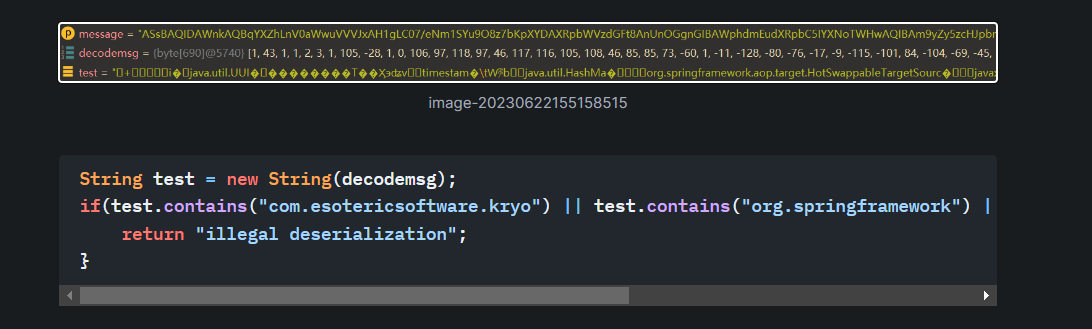 message = "ASsBAQIDAWnkAQBqYXZhLnV0aWwuVVVJxAH1gLC07/eNm1SYu9O8z7bKpXYDAXRpbWVzdGFt8AnUnOGgnGIBAWphdmEudXRpbC5IYXNoTWHwAQIBAm9yZy5zcHJpbm
decodemsg = {byte[690]@5740} [1, 43, 1, 1, 2, 3, 1, 105, -28, 1, 0, 106, 97, 118, 97, 46, 117, 116, 105, 108, 46, 85, 85, 73, -60, 1, -11, -128, -80, -76, -17, -9, -115, 101, 84, -104, -69, -45,
test = java.util.UUI timestam java.util.HashMa org.springframework.aop.target.HotSwappableTargetSourc javax
image-20230622155158515
String test = new String(decodemsg);
if(test.contains("com.esotericsoftware.kryo") || test.contains("org.springframework") |
return "illegal deserialization";
}